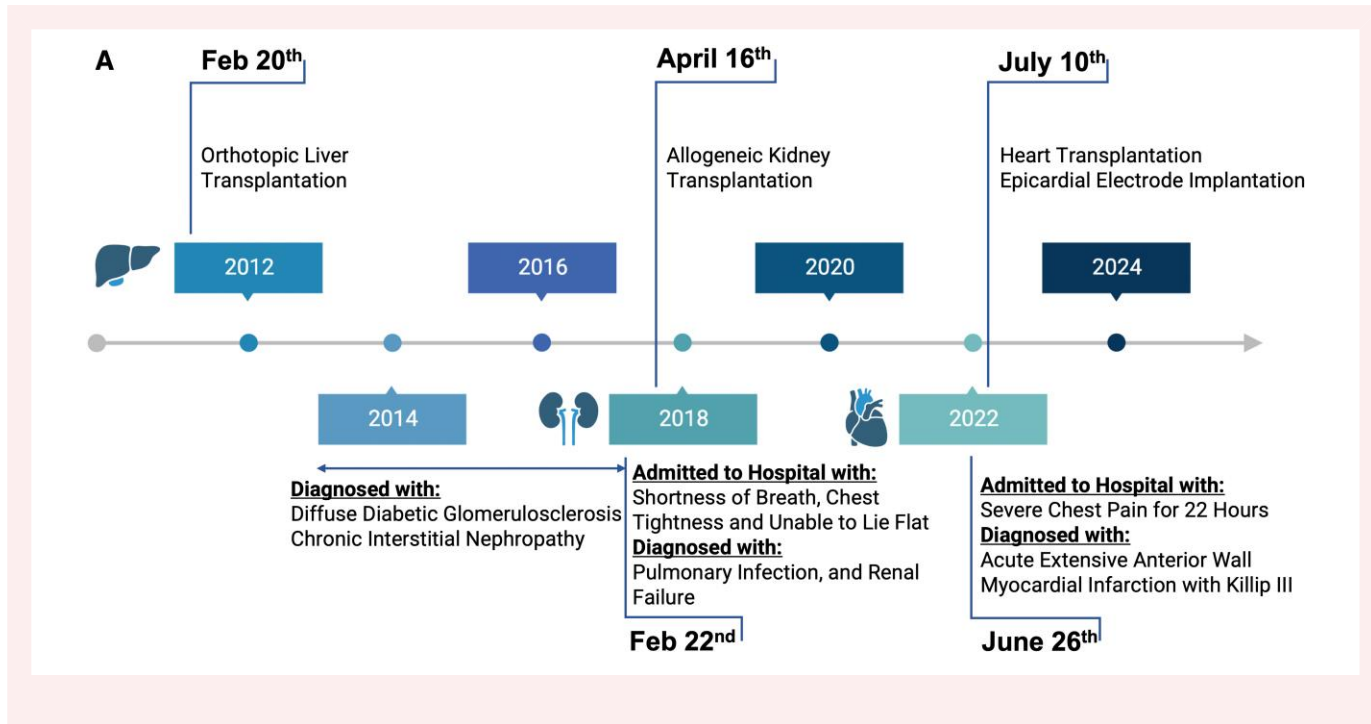 A
Feb 20th
April 16th
July 10th
Orthotopic Liver
Transplantation
Allogeneic Kidney
Transplantation
Heart Transplantation
Epicardial Electrode Implantation
2012
2016
2020
2024
2014
2018
2022
Diagnosed with:
Diffuse Diabetic Glomerulosclerosis
Chronic Interstitial Nephropathy
Admitted to Hospital with:
Shortness of Breath, Chest
Tightness and Unable to Lie Flat
Diagnosed with:
Pulmonary Infection, and Renal
Failure
Feb 22nd
Admitted to Hospital with:
Severe Chest Pain for 22 Hours
Diagnosed with:
Acute Extensive Anterior Wall
Myocardial Infarction with Killip III
June 26th